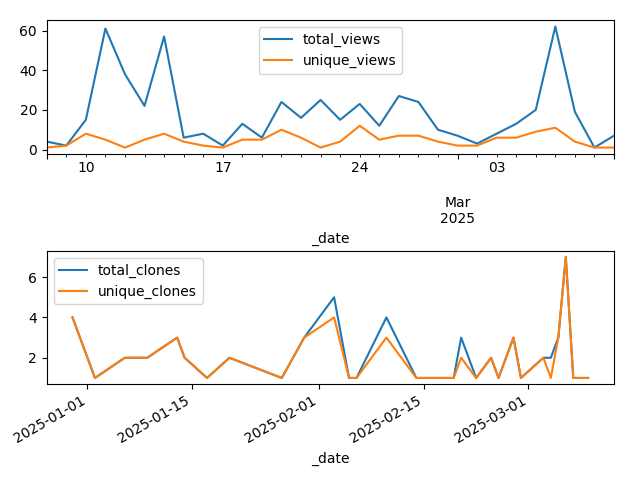 60
40
20
0
total_views
unique_views
10
17
24
03
Mar
2025
_date
6
4
2
total_clones
unique_clones
2025-01-01
2025-01-15
2025-02-01
2025-02-15
2025-03-01
_date